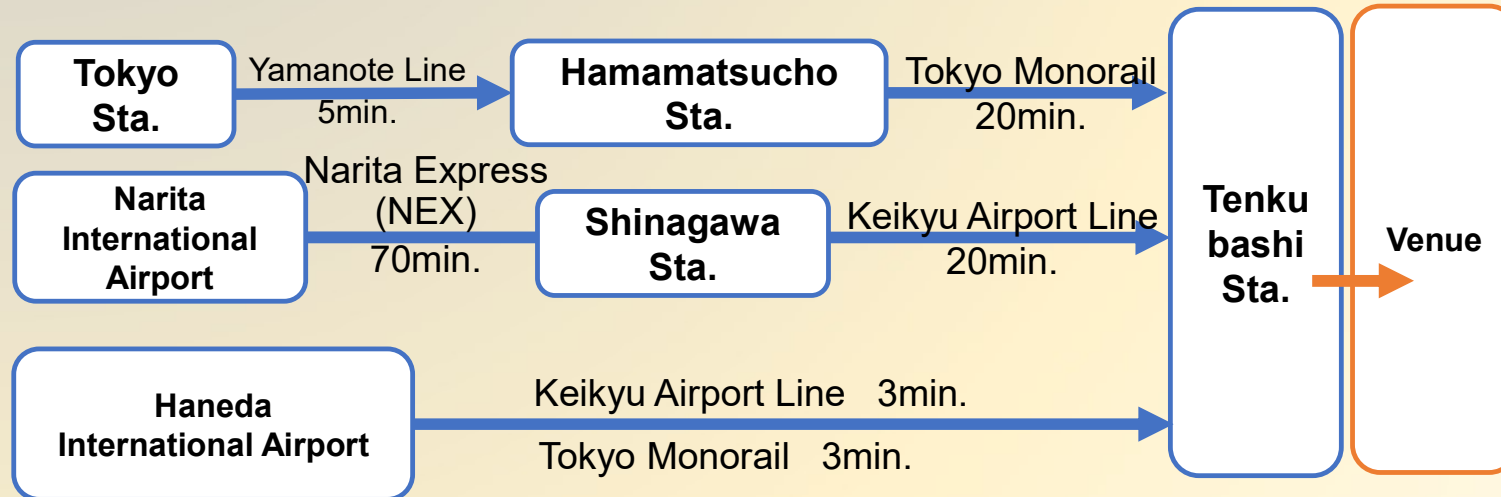 Tokyo
Sta.
Yamanote Line
5min.
Hamamatsucho
Sta.
Tokyo Monorail
20min.
Narita
International
Airport
Narita Express
(NEX)
70min.
Shinagawa
Sta.
Keikyu Airport Line
20min.
Haneda
International Airport
Keikyu Airport Line 3min.
Tokyo Monorail 3min.
Tenku
bashi
Sta.
Venue